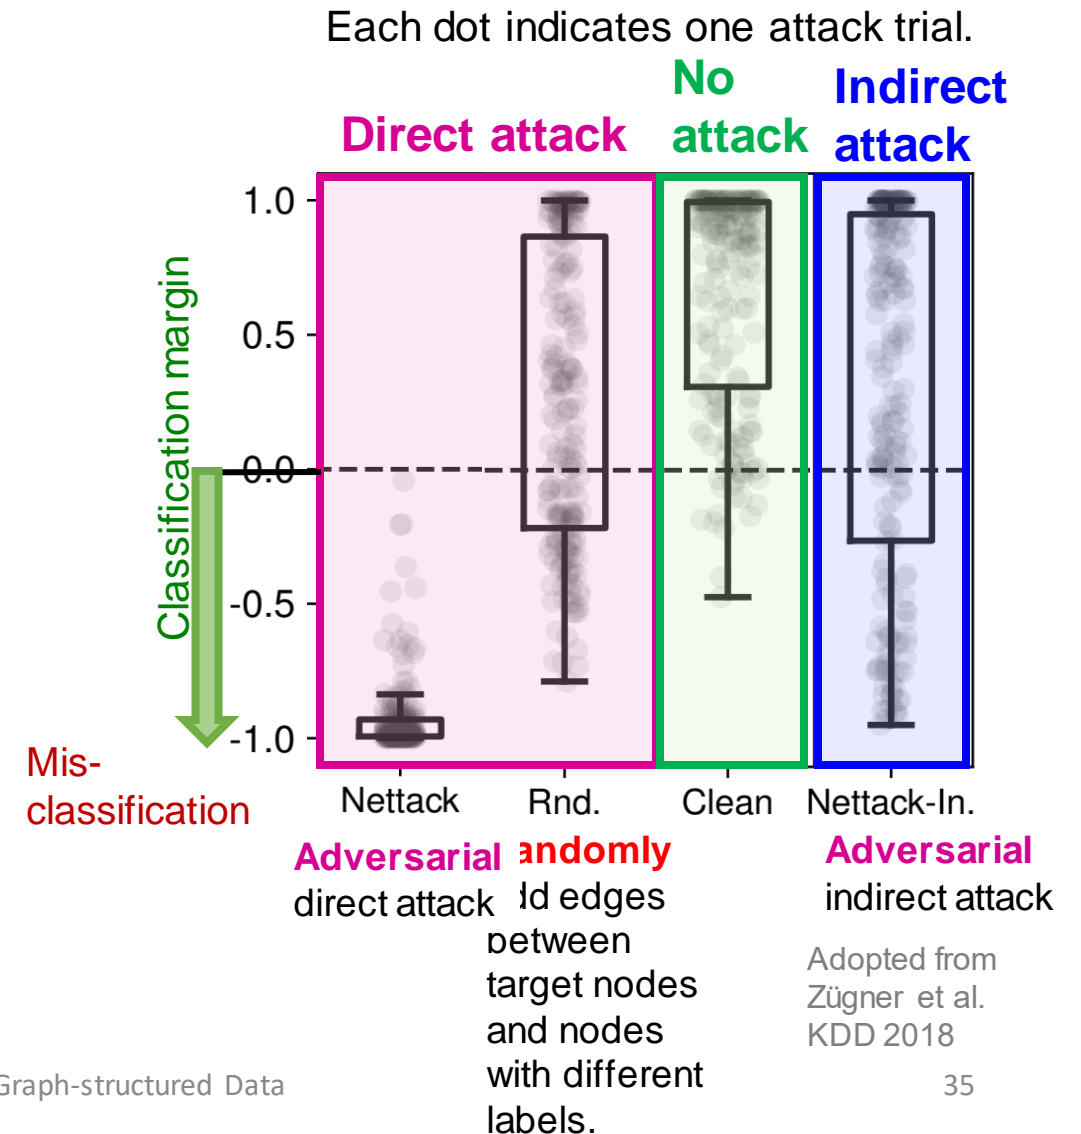 Each dot indicates one attack trial.
No
attack
Indirect
attack
Direct attack
1.0
0.5
0.0
-0.5
-1.0
Classification margin
Mis-
classification
Nettack
Rnd.
Clean
Nettack-In.
Adversarial
direct attack
andomly
dd edges
between
target nodes
and nodes
with different
labels.
Adversarial
indirect attack
Adopted from
Zügner et al.
KDD 2018
Graph-structured Data
35